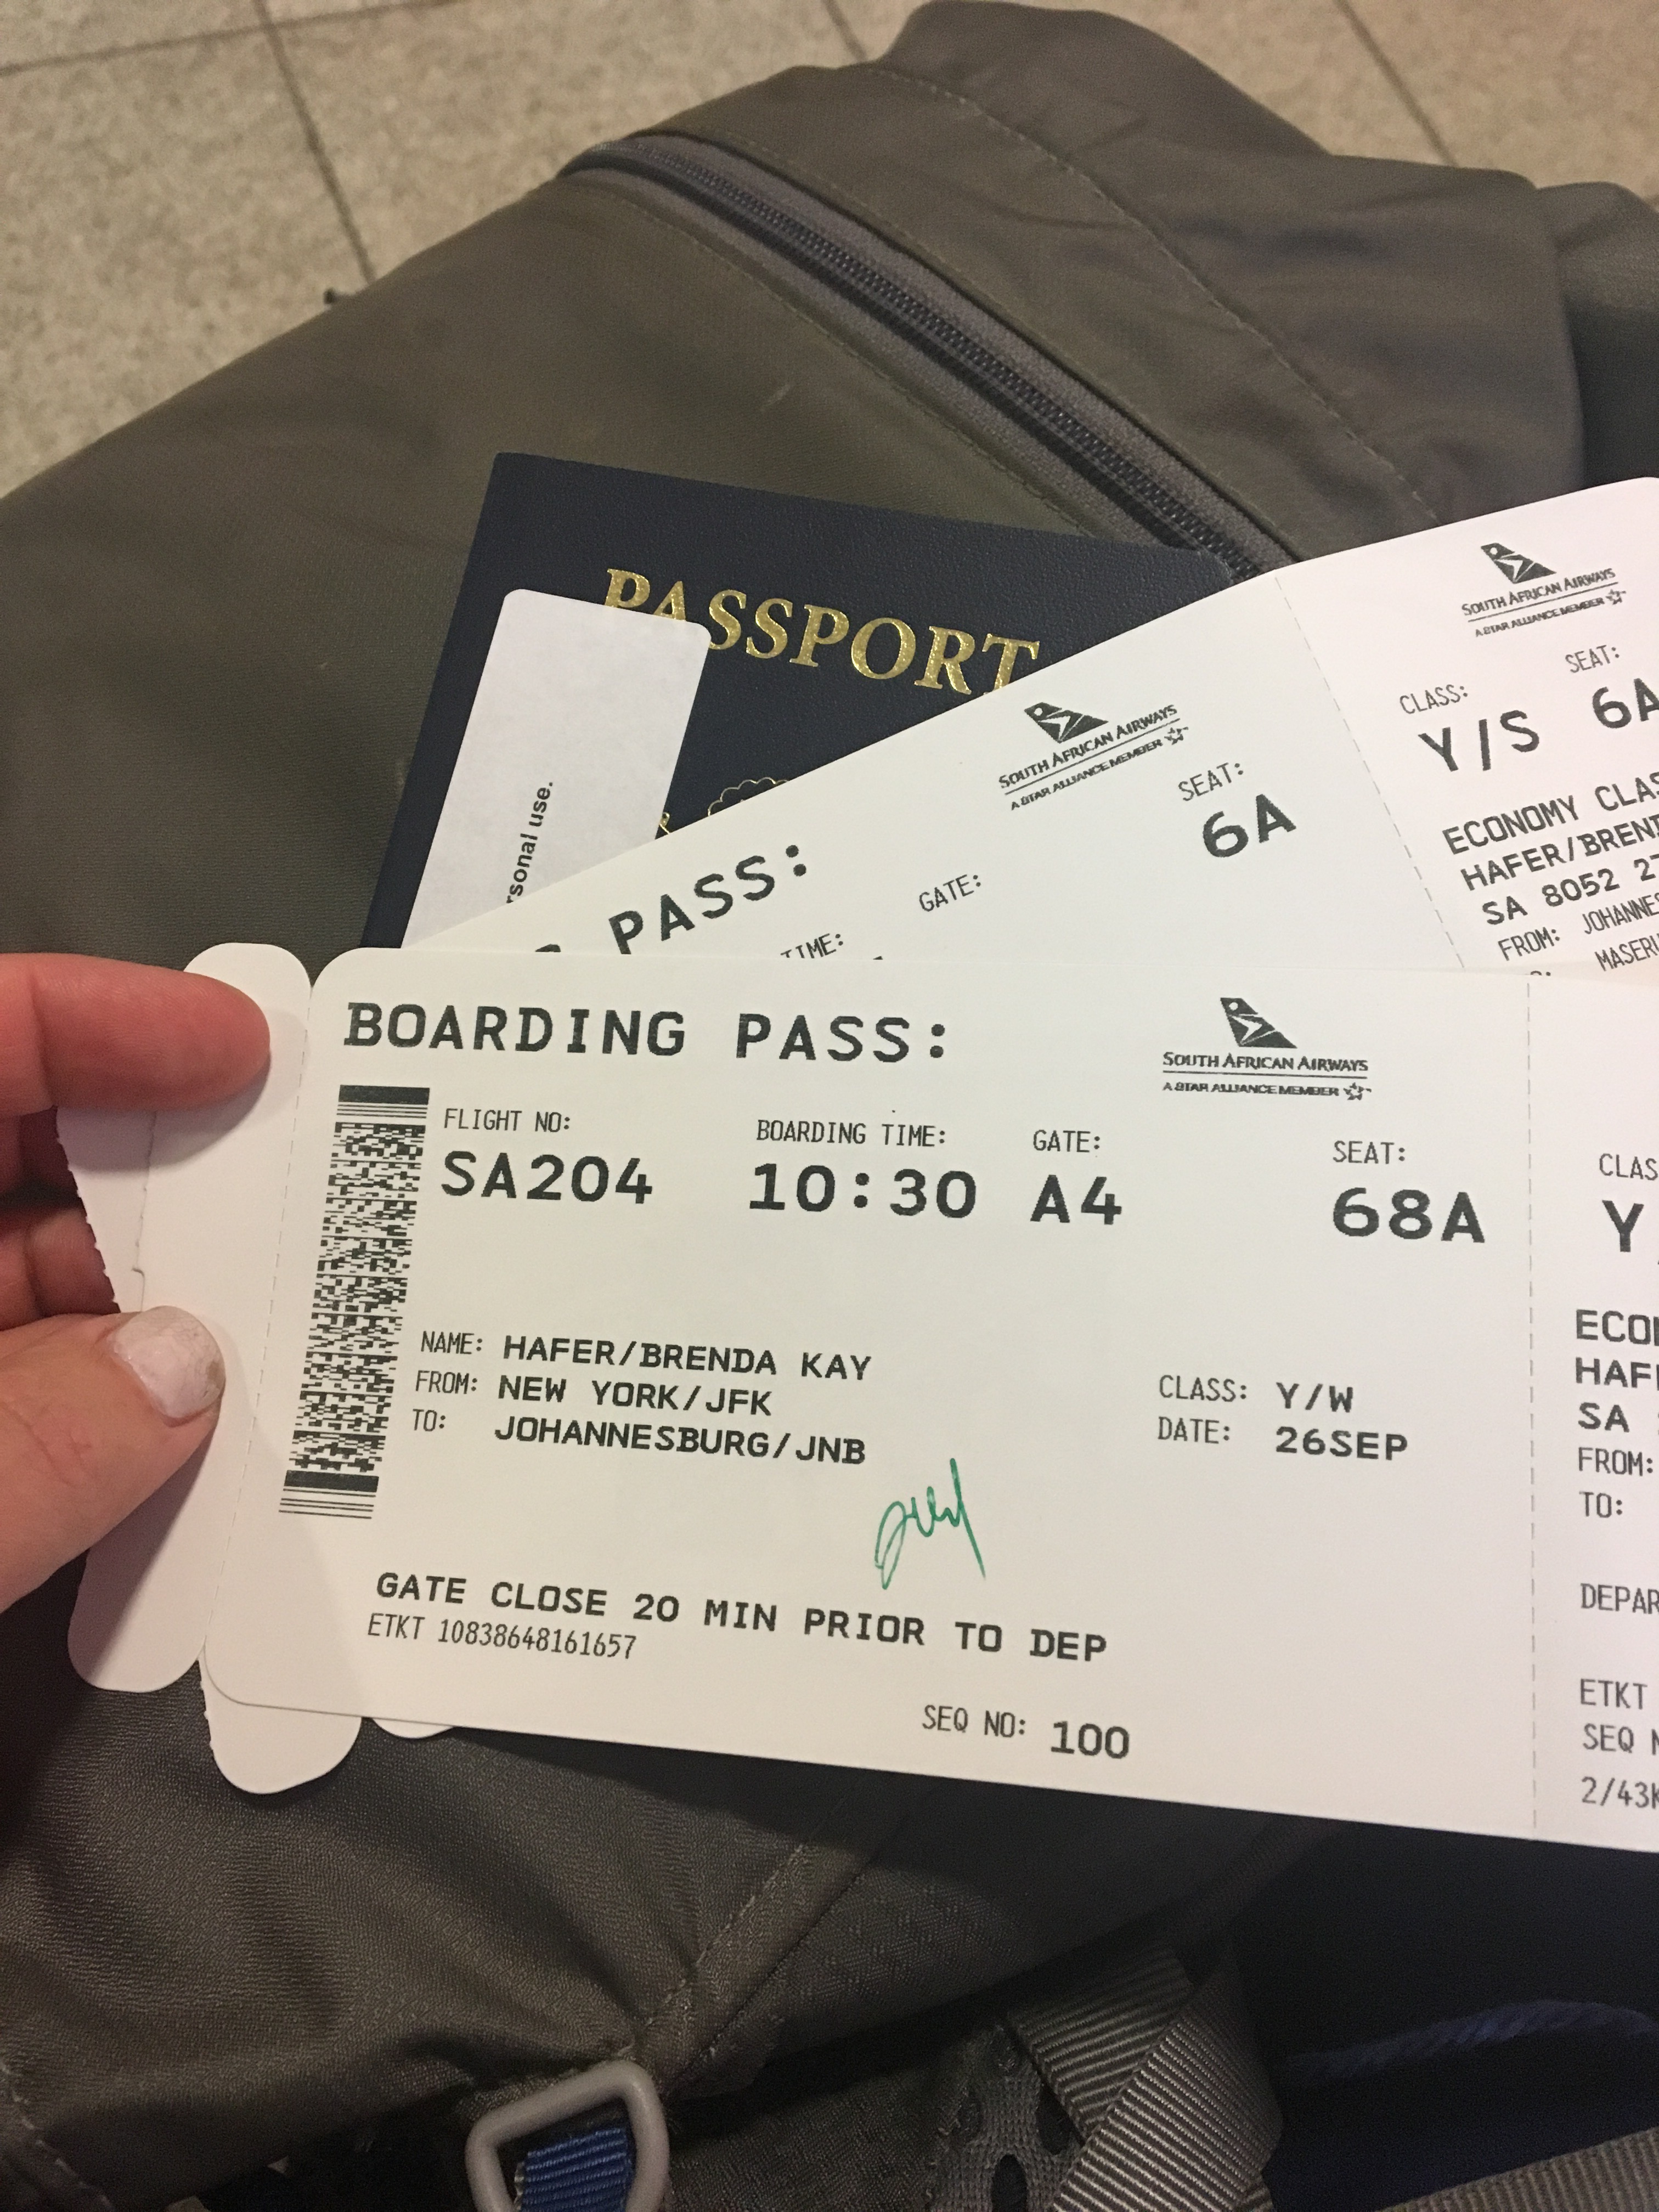 PASSPORT
rsonal use.
PASS:
SOUTH AFRICAN AIRWAYS
A STAR ALLIANCE MEMBER
SEAT:
6A
GATE:
TIME:
SOUTH AFRICAN AIRWAYS
A STAR ALLIANCE MEMBER
CLASS: SEAT:
Y/S 6A
ECONOMY CLAS
HAFER/BREND
SA 8052 27
FROM: JOHANNES
MASERU
BOARDING PASS:
SOUTH AFRICAN AIRWAYS
A STAR ALLIANCE MEMBER
FLIGHT NO: BOARDING TIME: GATE: SEAT:
SA204 10:30 A4 68A
NAME: HAFER/BRENDA KAY
FROM: NEW YORK/JFK
TO: JOHANNESBURG/JNB
CLASS: Y/W
DATE: 26SEP
GATE CLOSE 20 MIN PRIOR TO DEP
ETKT 10838648161657
SEQ NO: 100
CLAS
Y
ECO
HAF
SA
FROM:
TO:
DEPAR
ETKT
SEQ N
2/43K